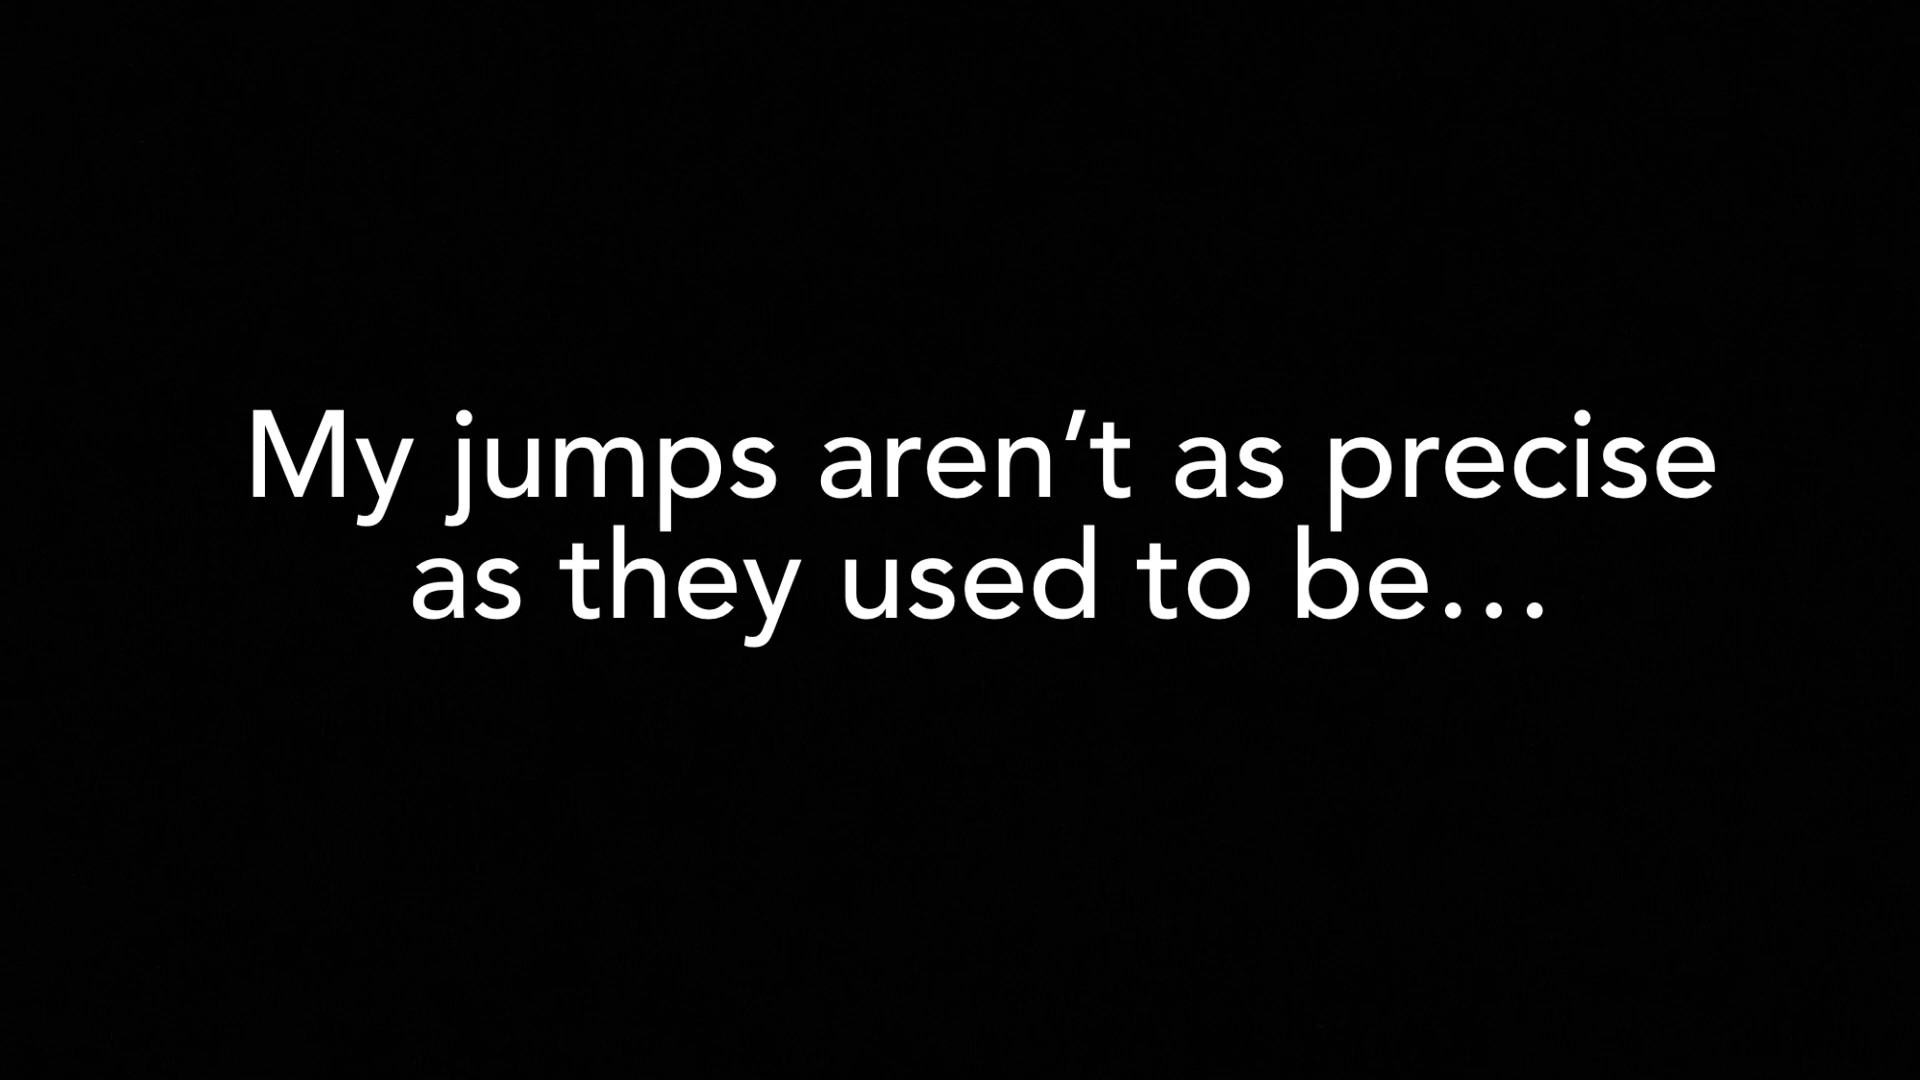 My jumps aren’t as precise
as they used to be…